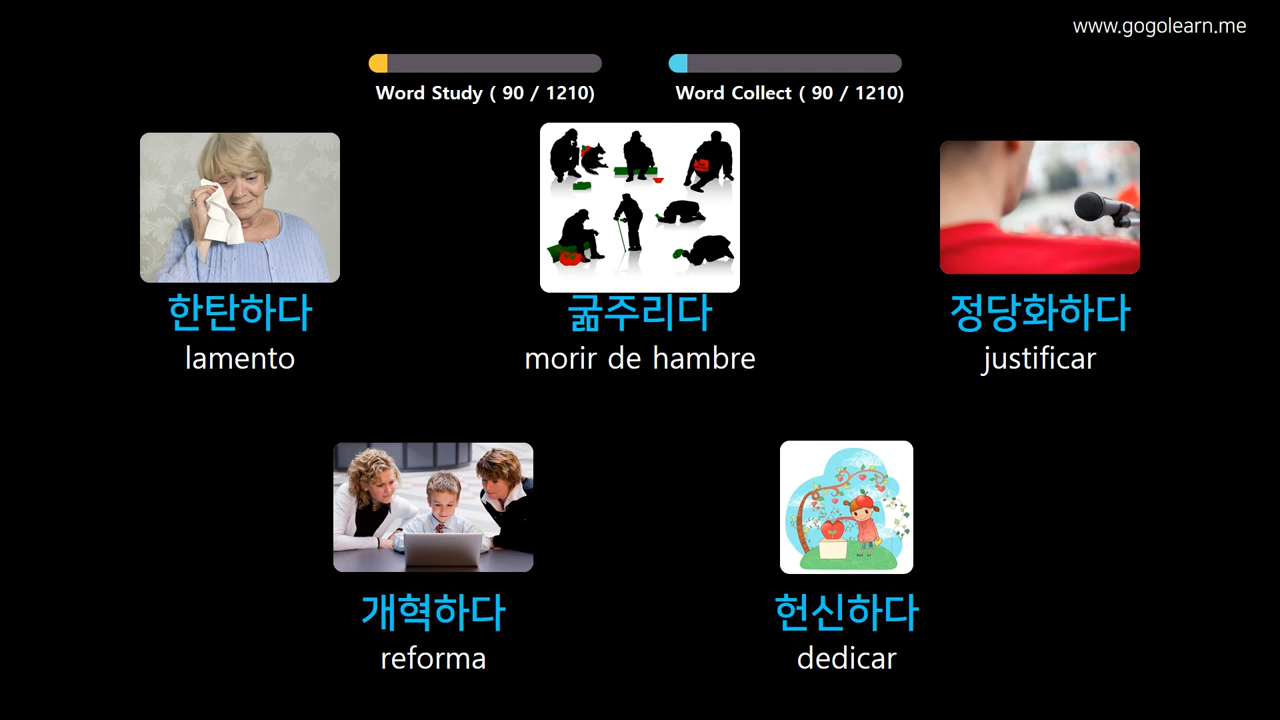 www.gogolearn.me
Word Study ( 90 / 1210)
Word Collect ( 90 / 1210)
한탄하다
lamento
굶주리다
morir de hambre
정당화하다
justificar
개혁하다
reforma
헌신하다
dedicar